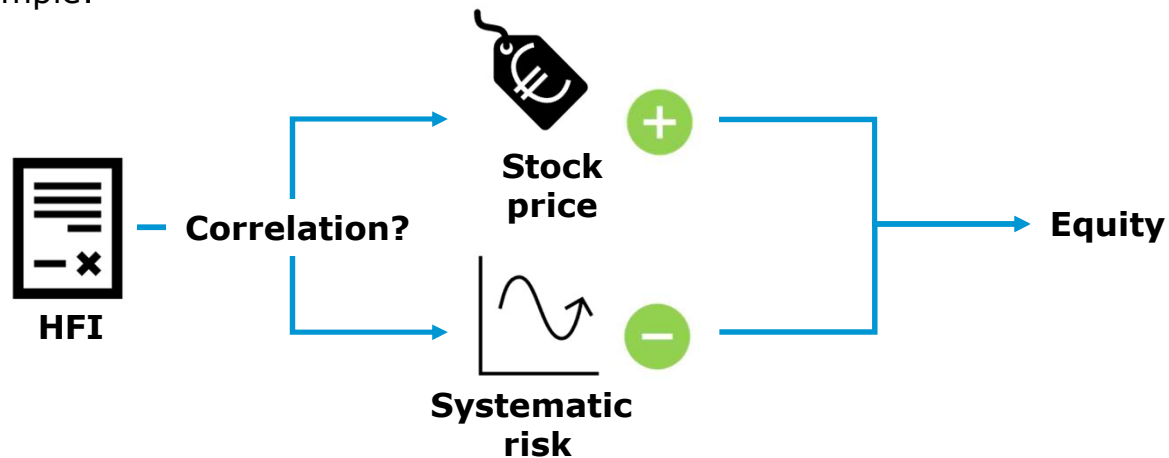 Stock
price
Correlation?
Equity
HFI
Systematic
risk